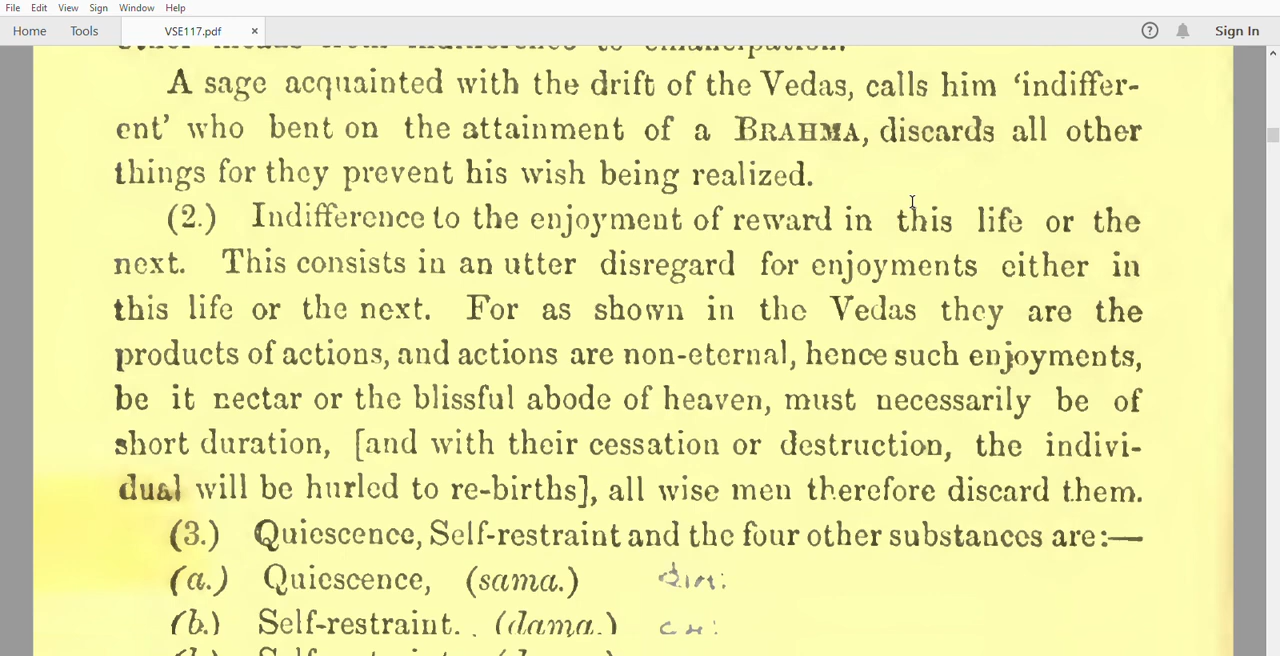 File Edit View Sign Window Help
Home Tools VSE117.pdf × ? Sign In
A sage acquainted with the drift of the Vedas, calls him ‘indiffer-
ent’ who bent on the attainment of a BRAHMA, discards all other
things for they prevent his wish being realized.
(2.) Indifference to the enjoyment of reward in this life or the
next. This consists in an utter disregard for enjoyments either in
this life or the next. For as shown in the Vedas they are the
products of actions, and actions are non-eternal, hence such enjoyments,
be it nectar or the blissful abode of heaven, must necessarily be of
short duration, [and with their cessation or destruction, the indivi-
dual will be hurled to re-births], all wise men therefore discard them.
(3.) Quiescence, Self-restraint and the four other substances are:—
(a.) Quiescence, (sama.)
(b.) Self-restraint. . (dama.)